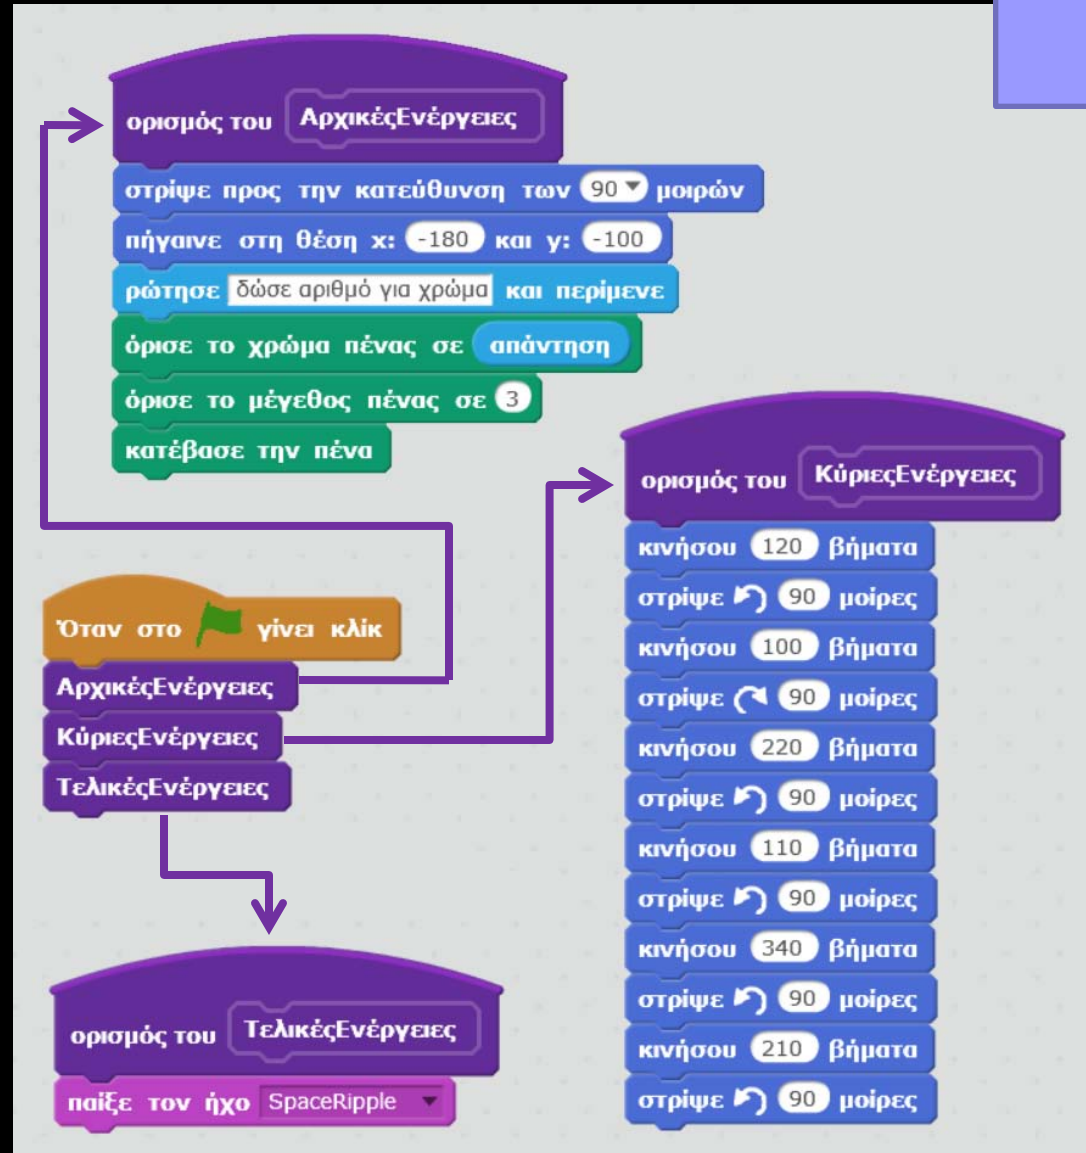 ορισμός του ΑρχικέςΕνέργειες
στρίψε προς την κατεύθυνση των 90 μοιρών
πήγαινε στη θέση x: -180 και y: -100
ρώτησε δώσε αριθμό για χρώμα και περίμενε
όρισε το χρώμα πένας σε απάντηση
όρισε το μέγεθος πένας σε 3
κατέβασε την πένα
Όταν στο γίνει κλίκ
ΑρχικέςΕνέργειες
ΚύριεςΕνέργειες
ΤελικέςΕνέργειες
ορισμός του ΤελικέςΕνέργειες
παίξε τον ήχο SpaceRipple
ορισμός του ΚύριεςΕνέργειες
κινήσου 120 βήματα
στρίψε 90 μοίρες
κινήσου 100 βήματα
στρίψε 90 μοίρες
κινήσου 220 βήματα
στρίψε 90 μοίρες
κινήσου 110 βήματα
στρίψε 90 μοίρες
κινήσου 340 βήματα
στρίψε 90 μοίρες
κινήσου 210 βήματα
στρίψε 90 μοίρες